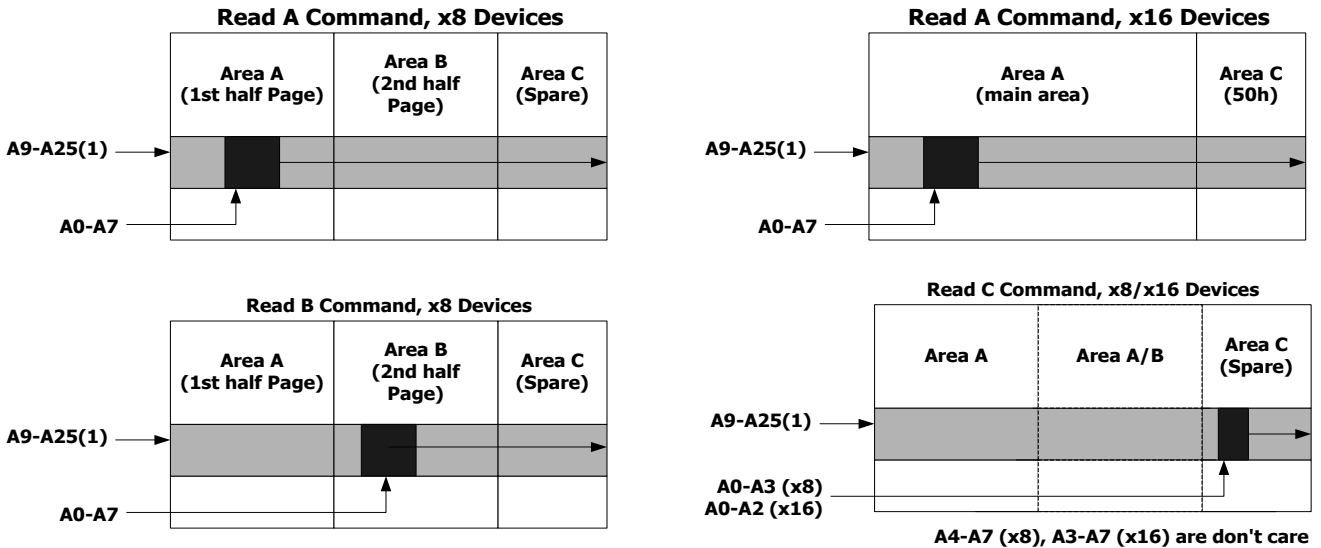 Read A Command, x8 Devices
Area A
(1st half Page)
Area B
(2nd half
Page)
Area C
(Spare)
A9-A25(1)
A0-A7
Read A Command, x16 Devices
Area A
(main area)
Area C
(50h)
A9-A25(1)
A0-A7
Read B Command, x8 Devices
Area A
(1st half Page)
Area B
(2nd half
Page)
Area C
(Spare)
A9-A25(1)
A0-A7
Read C Command, x8/x16 Devices
Area A
Area A/B
Area C
(Spare)
A9-A25(1)
A0-A3 (x8)
A0-A2 (x16)
A4-A7 (x8), A3-A7 (x16) are don't care